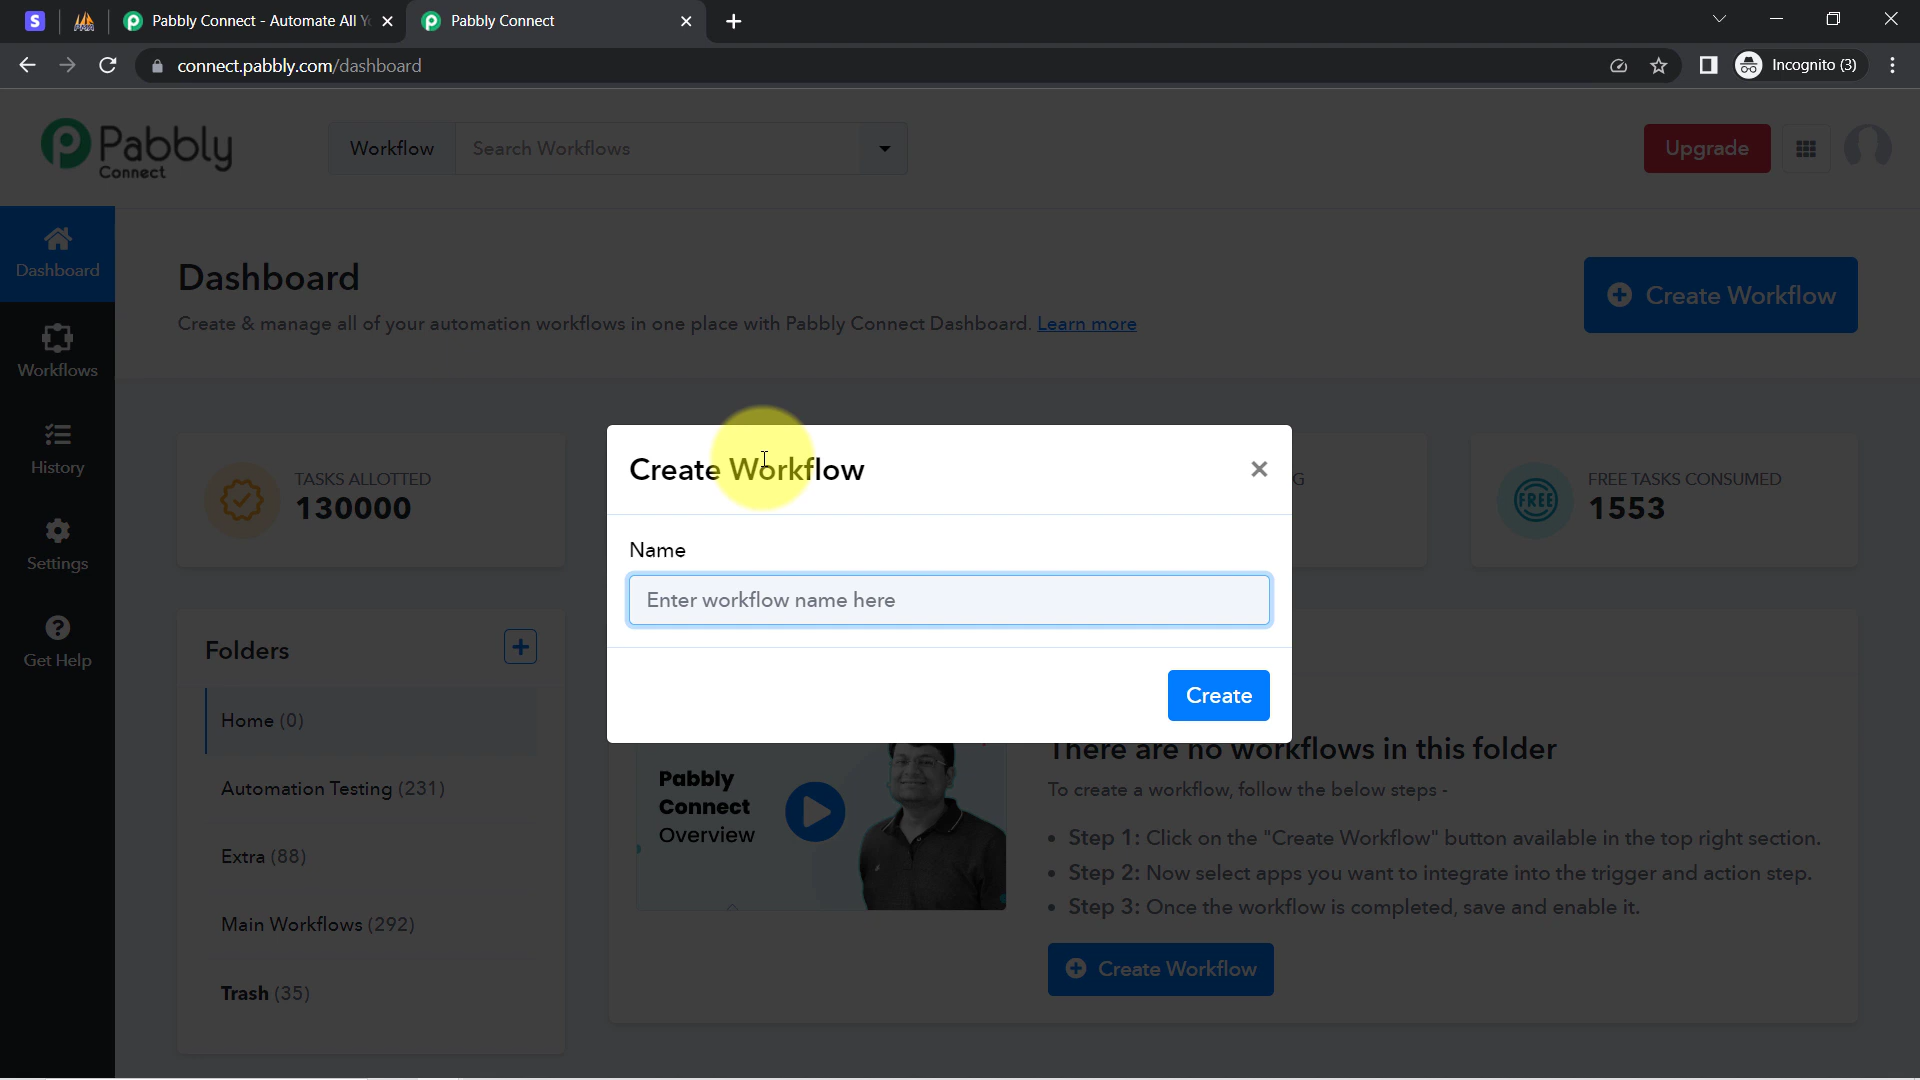 S
Pabbly Connect - Automate All Y
Pabbly Connect
connect.pabbly.com/dashboard
Incognito (3)
Pabbly
Connect
Workflow
Search Workflows
Upgrade
Dashboard
Workflows
History
Settings
Get Help
Dashboard
Create & manage all of your automation workflows in one place with Pabbly Connect Dashboard. Learn more
Create Workflow
TASKS ALLOTTED
130000
G
FREE
FREE TASKS CONSUMED
1553
Create Workflow
Name
Enter workflow name here
Create
Folders
Home (0)
Automation Testing (231)
Extra (88)
Main Workflows (292)
Trash (35)
Pabbly
Connect
Overview
There are no workflows in this folder
To create a workflow, follow the below steps -
Step 1: Click on the "Create Workflow" button available in the top right section.
Step 2: Now select apps you want to integrate into the trigger and action step.
Step 3: Once the workflow is completed, save and enable it.
Create Workflow